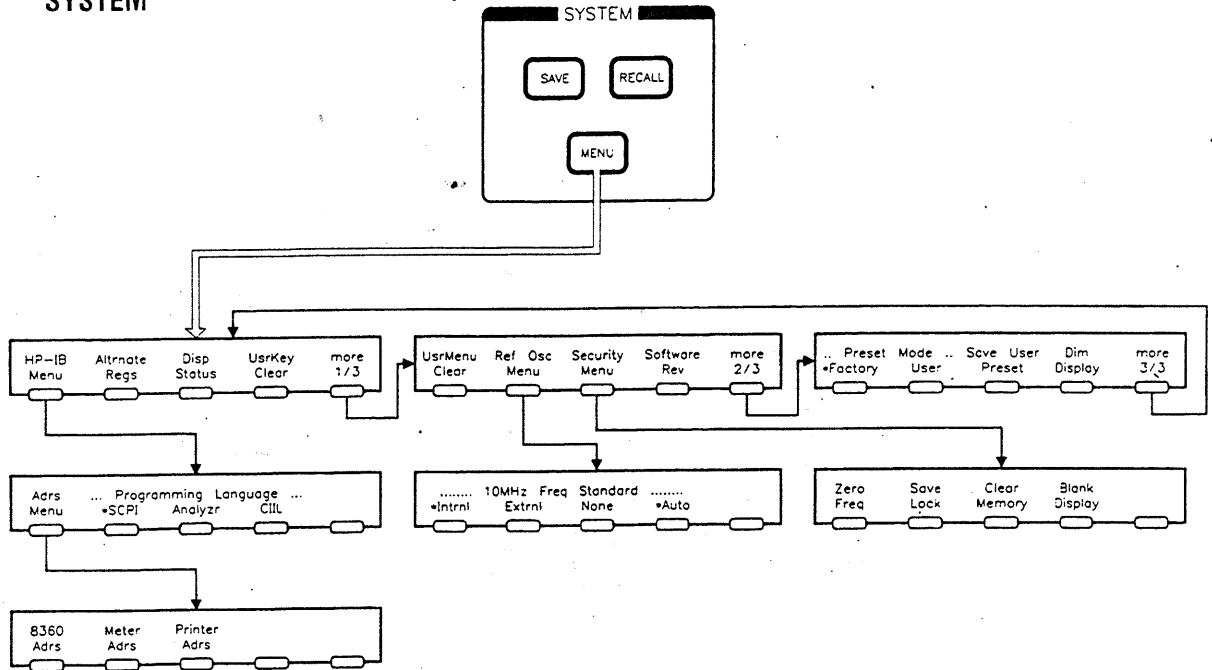 SYSTEM
SYSTEM
SAVE
RECALL
MENU
HP-IB Altrnate Disp UsrKey more
Menu Regs Status Clear 1/3
UsrMenu Ref Osc Security Software more
Clear Menu Menu Rev 2/3
.. Preset Mode .. Save User Dim more
*Factory User Preset Display 3/3
Adrs ... Programming Language ...
Menu *SCPI Analyzr CIIL
........ 10MHz Freq Standard ........
*Intrnl Extrnl None *Auto
Zero Save Clear Blank
Freq Lock Memory Display
8360 Meter Printer
Adrs Adrs Adrs